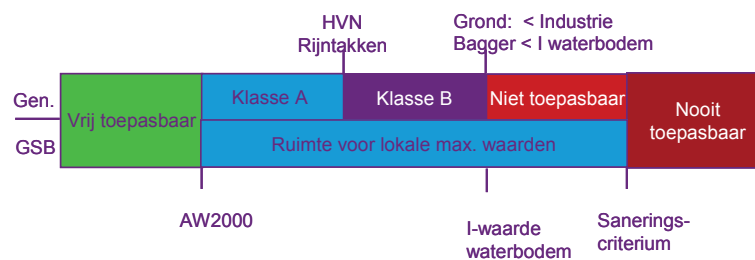 HVN
Rijntakken
Grond:  < Industrie
Bagger < I waterbodem
Gen.
GSB
Vrij toepasbaar
Klasse A
Klasse B
Niet toepasbaar
Nooit
toepasbaar
Ruimte voor lokale max. waarden
AW2000
I-waarde
waterbodem
Sanerings-
criterium